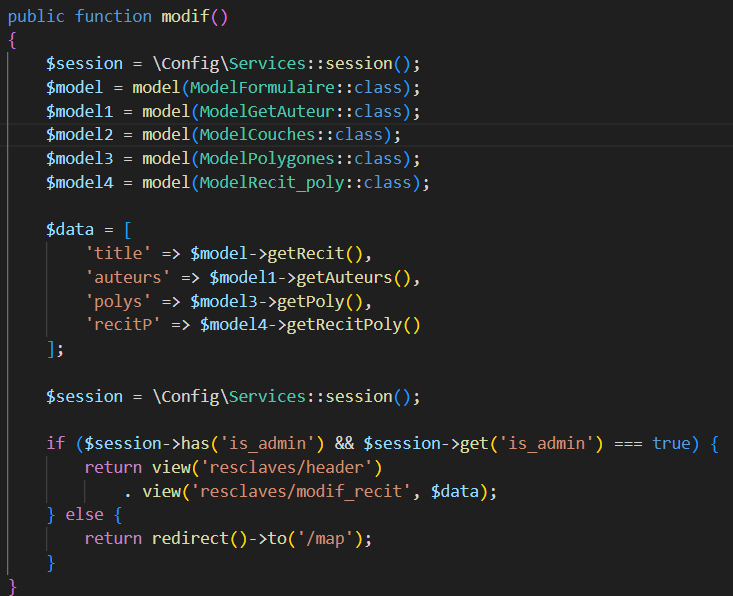 public function modif()
{
    $session = \Config\Services::session();
    $model = model(ModelFormulaire::class);
    $model1 = model(ModelGetAuteur::class);
    $model2 = model(ModelCouches::class);
    $model3 = model(ModelPolygones::class);
    $model4 = model(ModelRecit_poly::class);

    $data = [
        'title' => $model->getRecit(),
        'auteurs' => $model1->getAuteurs(),
        'polys' => $model3->getPoly(),
        'recitP' => $model4->getRecitPoly()
    ];

    $session = \Config\Services::session();

    if ($session->has('is_admin') && $session->get('is_admin') === true) {
        return view('resclaves/header')
            . view('resclaves/modif_recit', $data);
    } else {
        return redirect()->to('/map');
    }
}